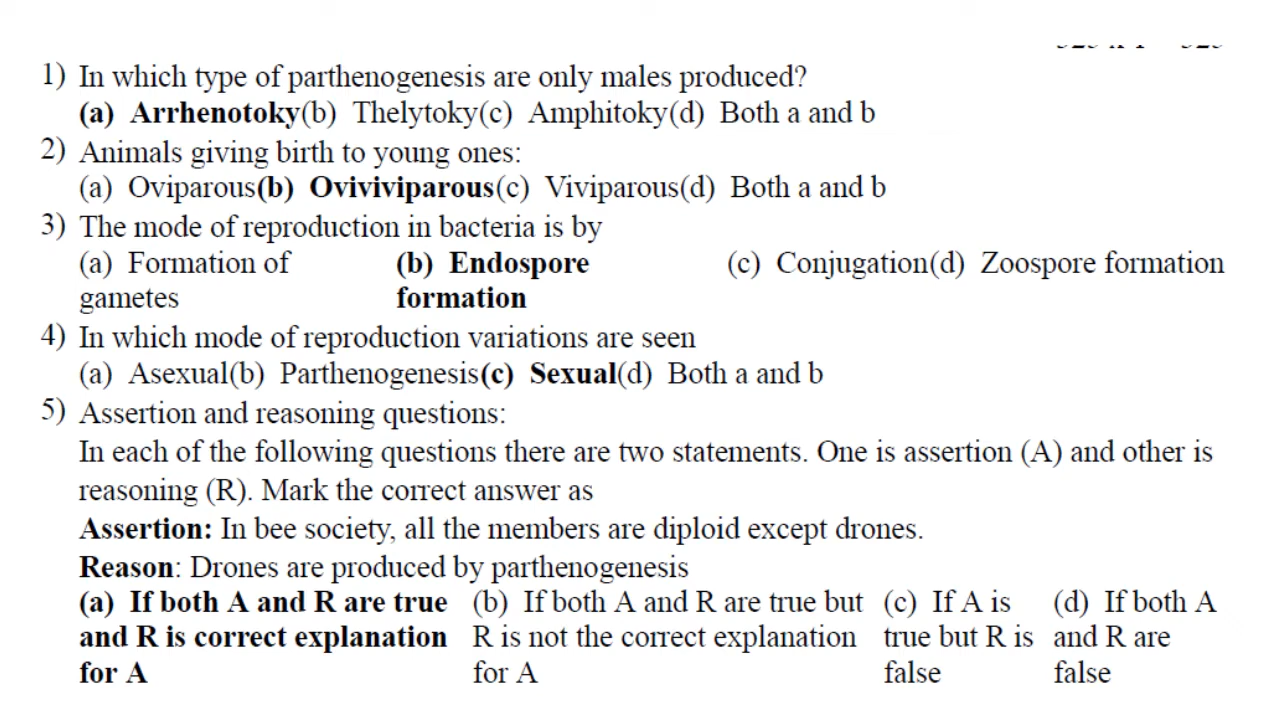 1) In which type of parthenogenesis are only males produced?
(a) Arrhenotoky(b) Thelytoky(c) Amphitoky(d) Both a and b
2) Animals giving birth to young ones:
(a) Oviparous(b) Oviviviparous(c) Viviparous(d) Both a and b
3) The mode of reproduction in bacteria is by
(a) Formation of gametes (b) Endospore formation (c) Conjugation(d) Zoospore formation
4) In which mode of reproduction variations are seen
(a) Asexual(b) Parthenogenesis(c) Sexual(d) Both a and b
5) Assertion and reasoning questions:
In each of the following questions there are two statements. One is assertion (A) and other is
reasoning (R). Mark the correct answer as
Assertion: In bee society, all the members are diploid except drones.
Reason: Drones are produced by parthenogenesis
(a) If both A and R are true and R is correct explanation for A
(b) If both A and R are true but R is not the correct explanation for A
(c) If A is true but R is false
(d) If both A and R are false